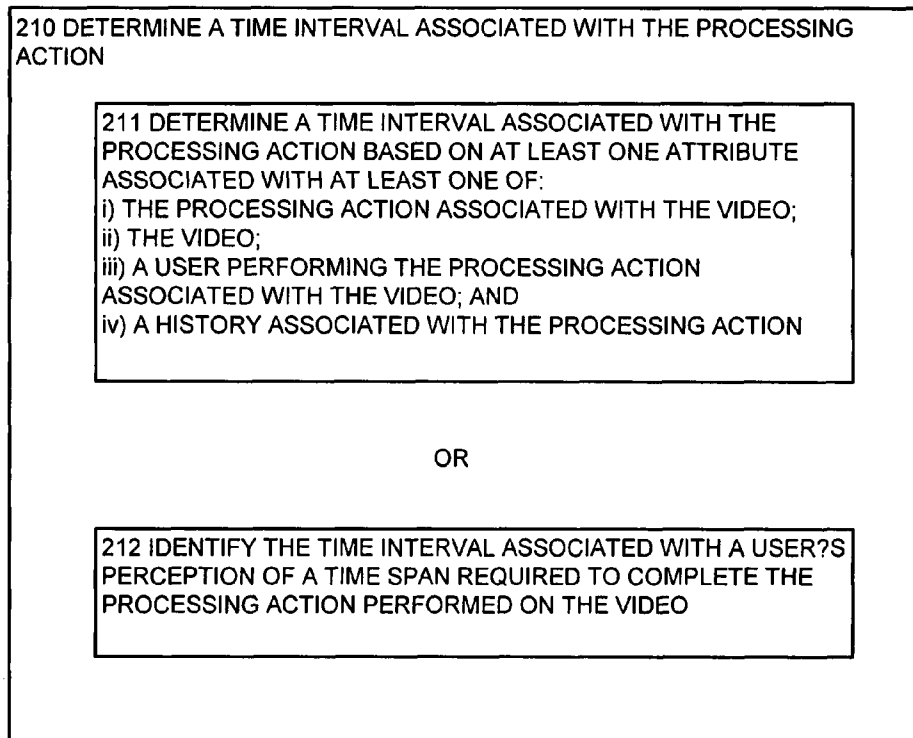 210 DETERMINE A TIME INTERVAL ASSOCIATED WITH THE PROCESSING
ACTION
211 DETERMINE A TIME INTERVAL ASSOCIATED WITH THE
PROCESSING ACTION BASED ON AT LEAST ONE ATTRIBUTE
ASSOCIATED WITH AT LEAST ONE OF:
i) THE PROCESSING ACTION ASSOCIATED WITH THE VIDEO;
ii) THE VIDEO;
iii) A USER PERFORMING THE PROCESSING ACTION
ASSOCIATED WITH THE VIDEO; AND
iv) A HISTORY ASSOCIATED WITH THE PROCESSING ACTION
OR
212 IDENTIFY THE TIME INTERVAL ASSOCIATED WITH A USER?S
PERCEPTION OF A TIME SPAN REQUIRED TO COMPLETE THE
PROCESSING ACTION PERFORMED ON THE VIDEO